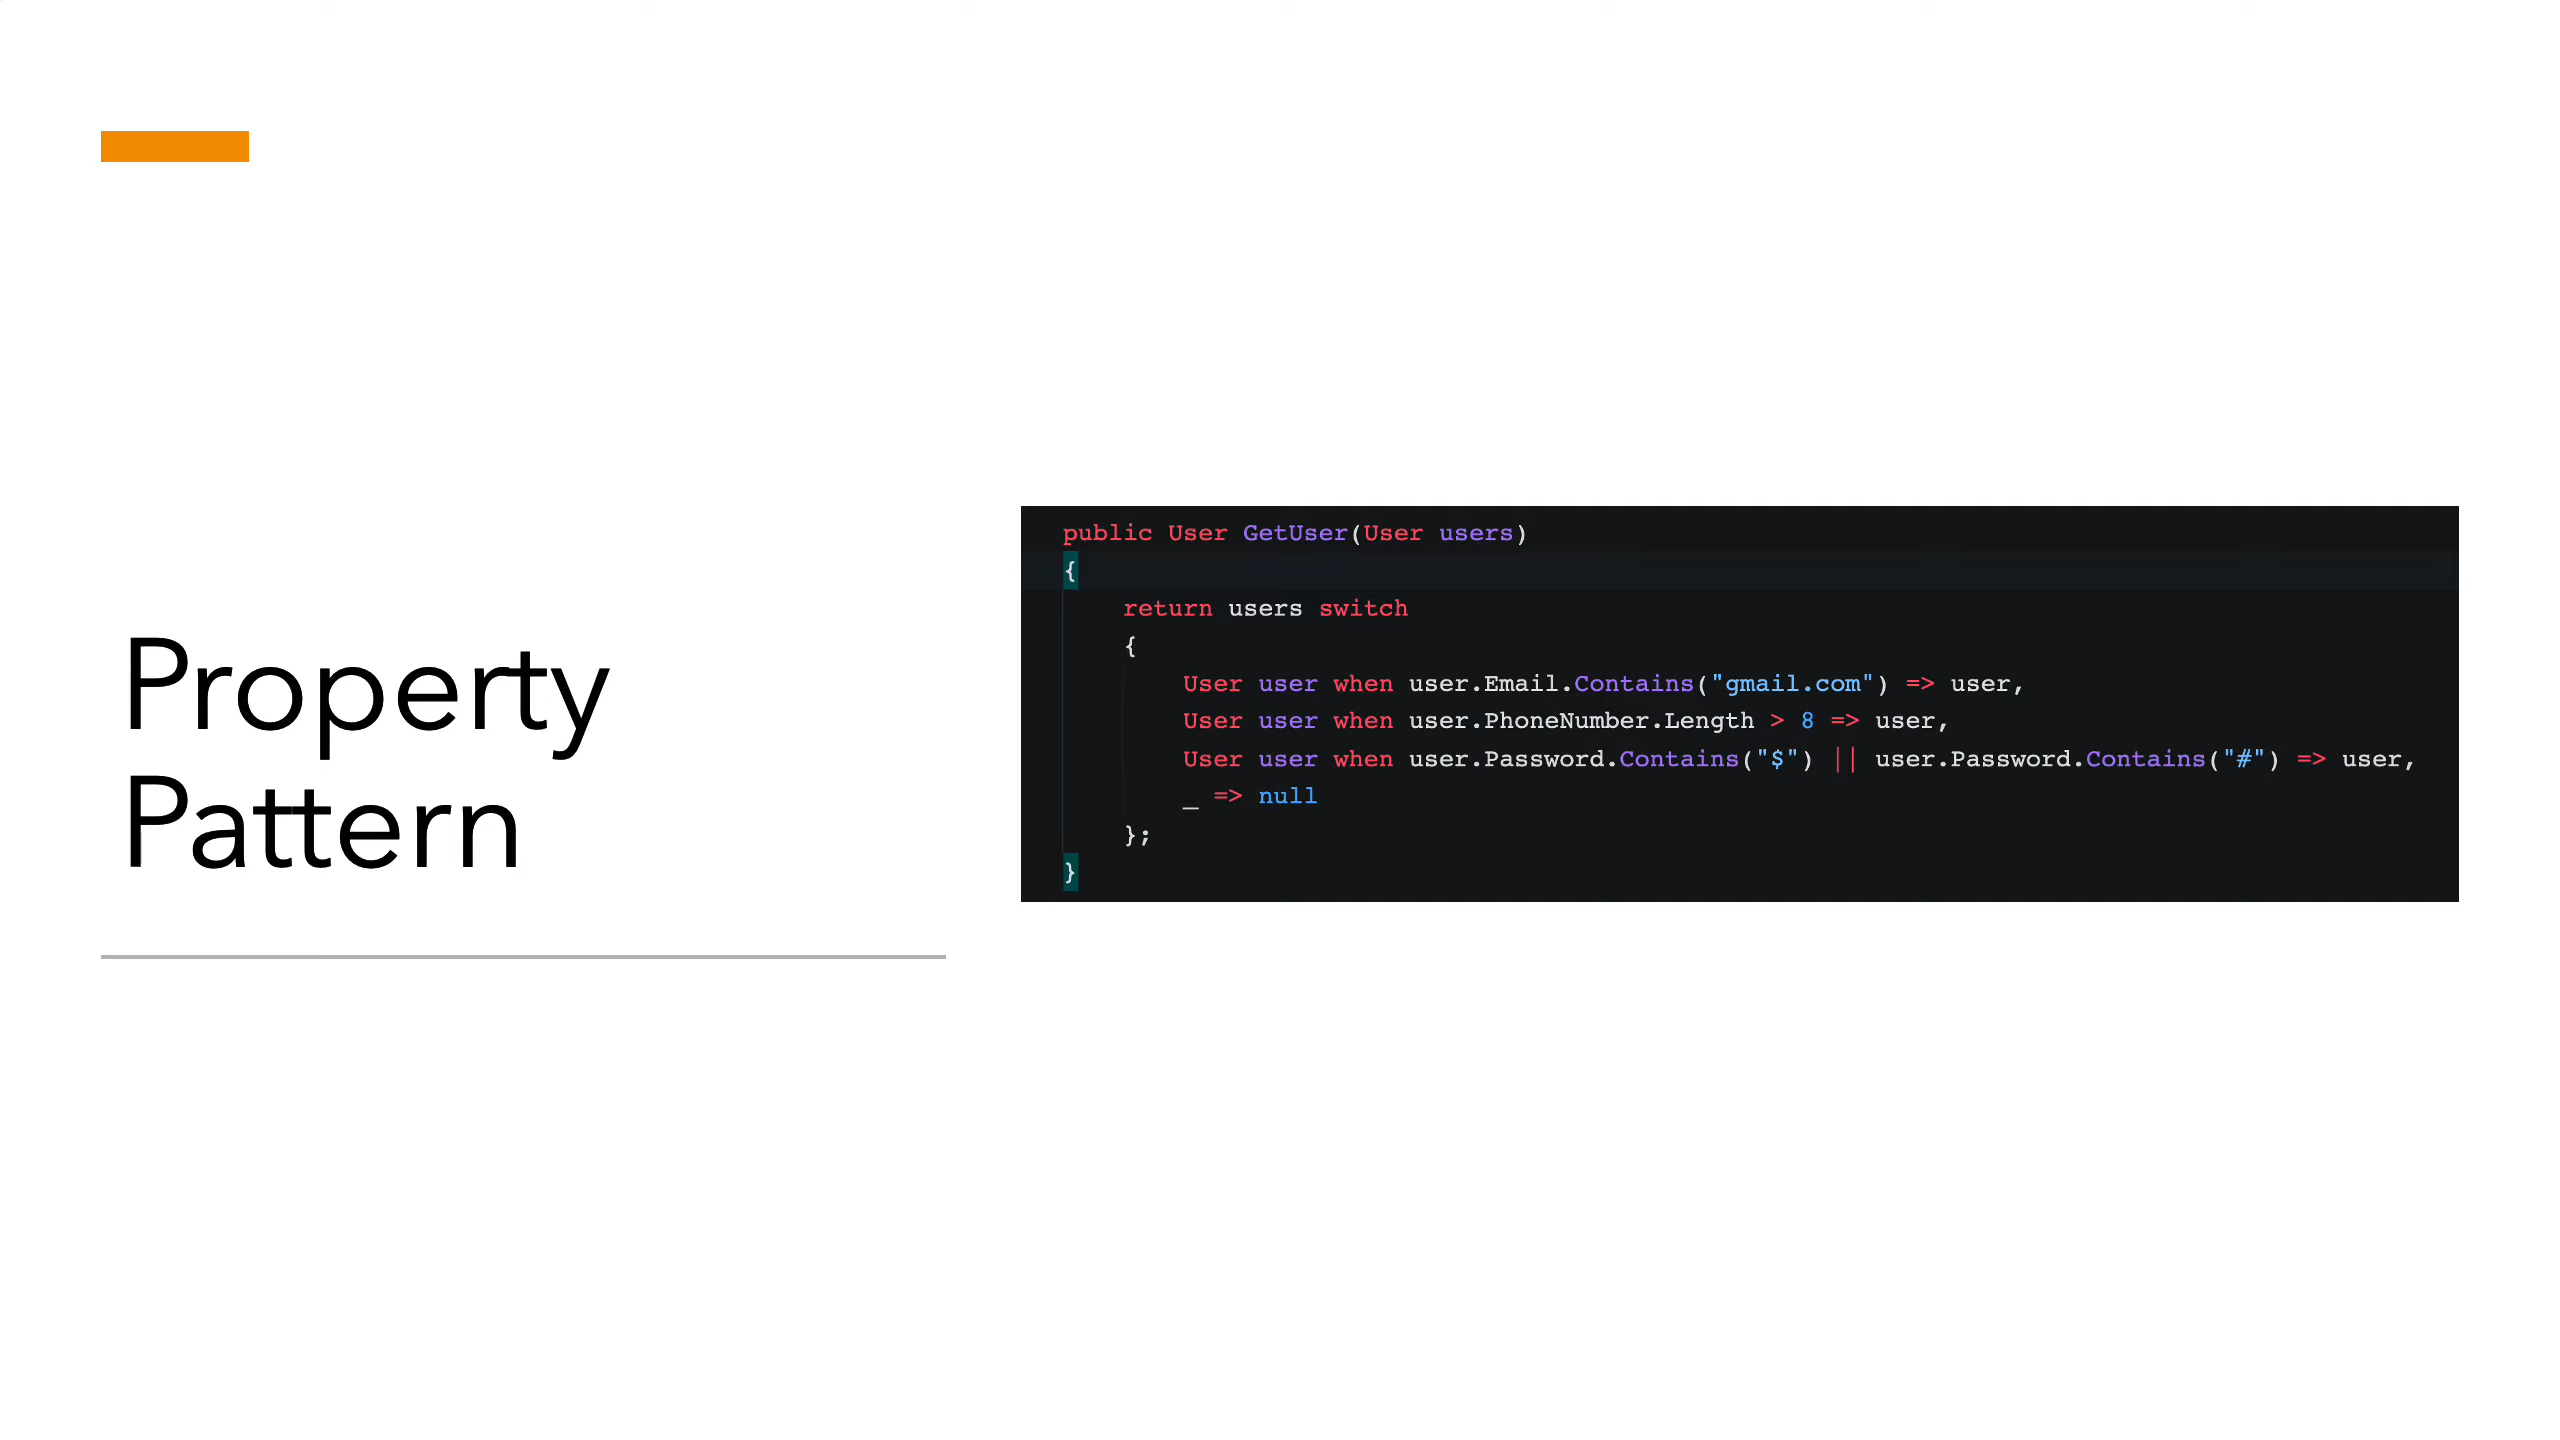 Property
Pattern
public User GetUser(User users)
{
return users switch
{
User user when user.Email.Contains("gmail.com") => user,
User user when user.PhoneNumber.Length > 8 => user,
User user when user.Password.Contains("$") || user.Password.Contains("#") => user,
_ => null
};
}